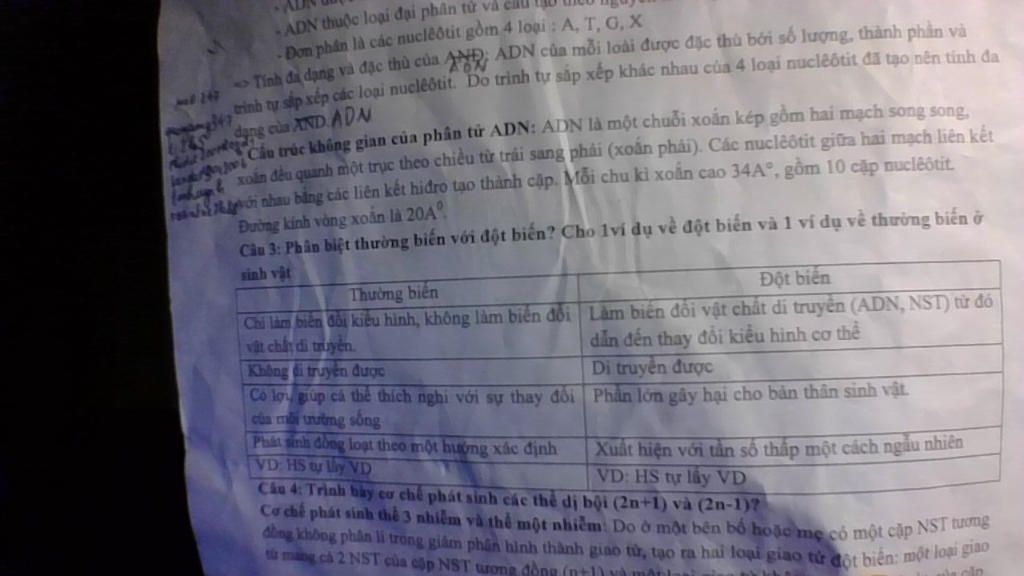 - ADN thuộc loại đại phân tử và cấu tạo theo nguyên
- Đơn phân là các nuclêôtit gồm 4 loại : A, T, G, X
=> Tính đa dạng và đặc thù của AND: ADN của mỗi loài được đặc thù bởi số lượng, thành phần và
ADN
trình tự sắp xếp các loại nuclêôtit. Do trình tự sắp xếp khác nhau của 4 loại nuclêôtit đã tạo nên tính đa
dạng của AND. ADN
* Cấu trúc không gian của phân tử ADN: ADN là một chuỗi xoắn kép gồm hai mạch song song,
xoắn đều quanh một trục theo chiều từ trái sang phải (xoắn phải). Các nuclêôtit giữa hai mạch liên kết
với nhau bằng các liên kết hiđro tạo thành cặp. Mỗi chu kì xoắn cao 34A°, gồm 10 cặp nuclêôtit.
Đường kính vòng xoắn là 20A⁰.
Câu 3: Phân biệt thường biến với đột biến? Cho 1ví dụ về đột biến và 1 ví dụ về thường biến ở
sinh vật
Thường biến Đột biến
Chỉ làm biến đổi kiểu hình, không làm biến đổi Làm biến đổi vật chất di truyền (ADN, NST) từ đó
vật chất di truyền. dẫn đến thay đổi kiểu hình cơ thể
Không di truyền được Di truyền được
Có lợi, giúp cá thể thích nghi với sự thay đổi Phần lớn gây hại cho bản thân sinh vật.
của môi trường sống
Phát sinh đồng loạt theo một hướng xác định Xuất hiện với tần số thấp một cách ngẫu nhiên
VD: HS tự lấy VD VD: HS tự lấy VD
Câu 4: Trình bày cơ chế phát sinh các thể dị bội (2n+1) và (2n-1)?
Cơ chế phát sinh thể 3 nhiễm và thể một nhiễm: Do ở một bên bố hoặc mẹ có một cặp NST tương
đồng không phân li trong giảm phân hình thành giao tử, tạo ra hai loại giao tử đột biến: một loại giao
tử mang cả 2 NST của cặp NST tương đồng (n+1) và một loại giao